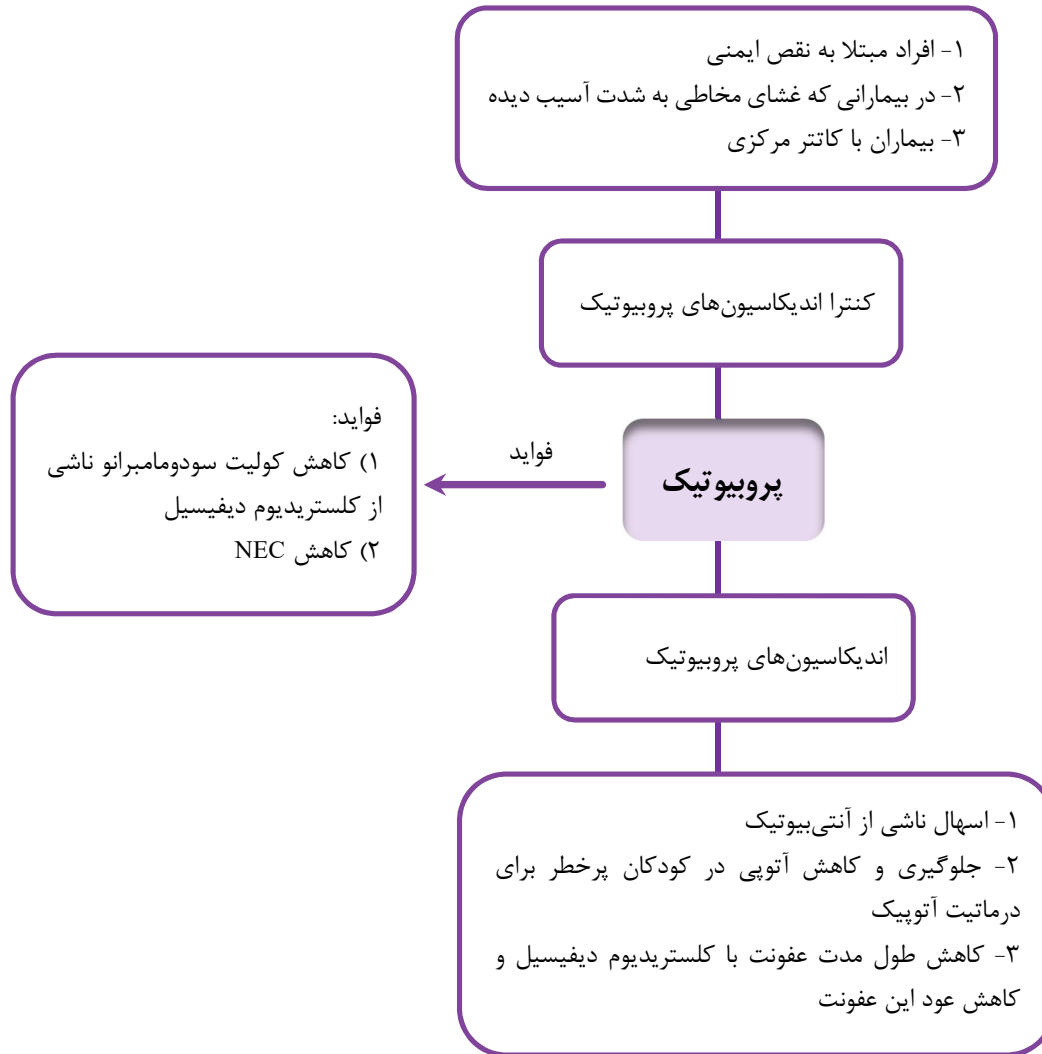 ۱- افراد مبتلا به نقص ایمنی
۲- در بیمارانی که غشای مخاطی به شدت آسیب دیده
۳- بیماران با کاتتر مرکزی
کنترا اندیکاسیون‌های پروبیوتیک
پروبیوتیک
فواید
فواید:
۱) کاهش کولیت سودومامبرانو ناشی
از کلستریدیوم دیفیسیل
۲) کاهش NEC
اندیکاسیون‌های پروبیوتیک
۱- اسهال ناشی از آنتی‌بیوتیک
۲- جلوگیری و کاهش آتوپی در کودکان پرخطر برای
درماتیت آتوپیک
۳- کاهش طول مدت عفونت با کلستریدیوم دیفیسیل و
کاهش عود این عفونت